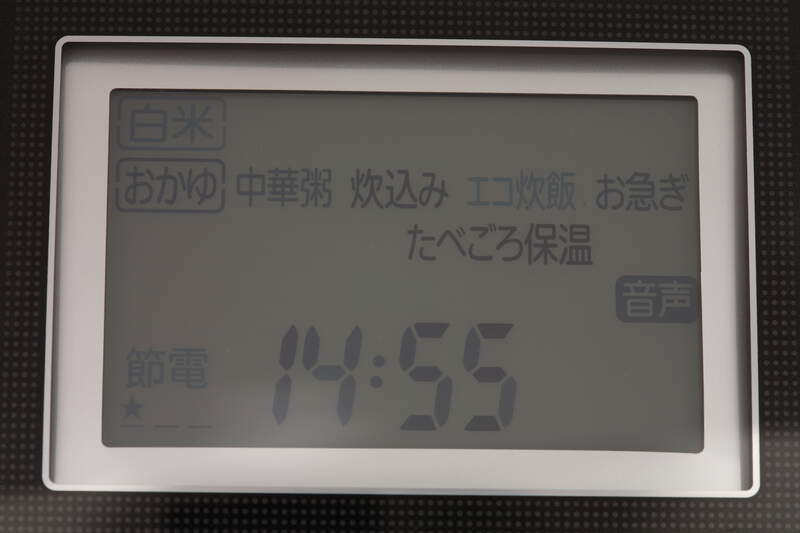 白米
おかゆ 中華粥 炊込み エコ炊飯 お急ぎ
たべごろ保温
音声
節電 14:55
★